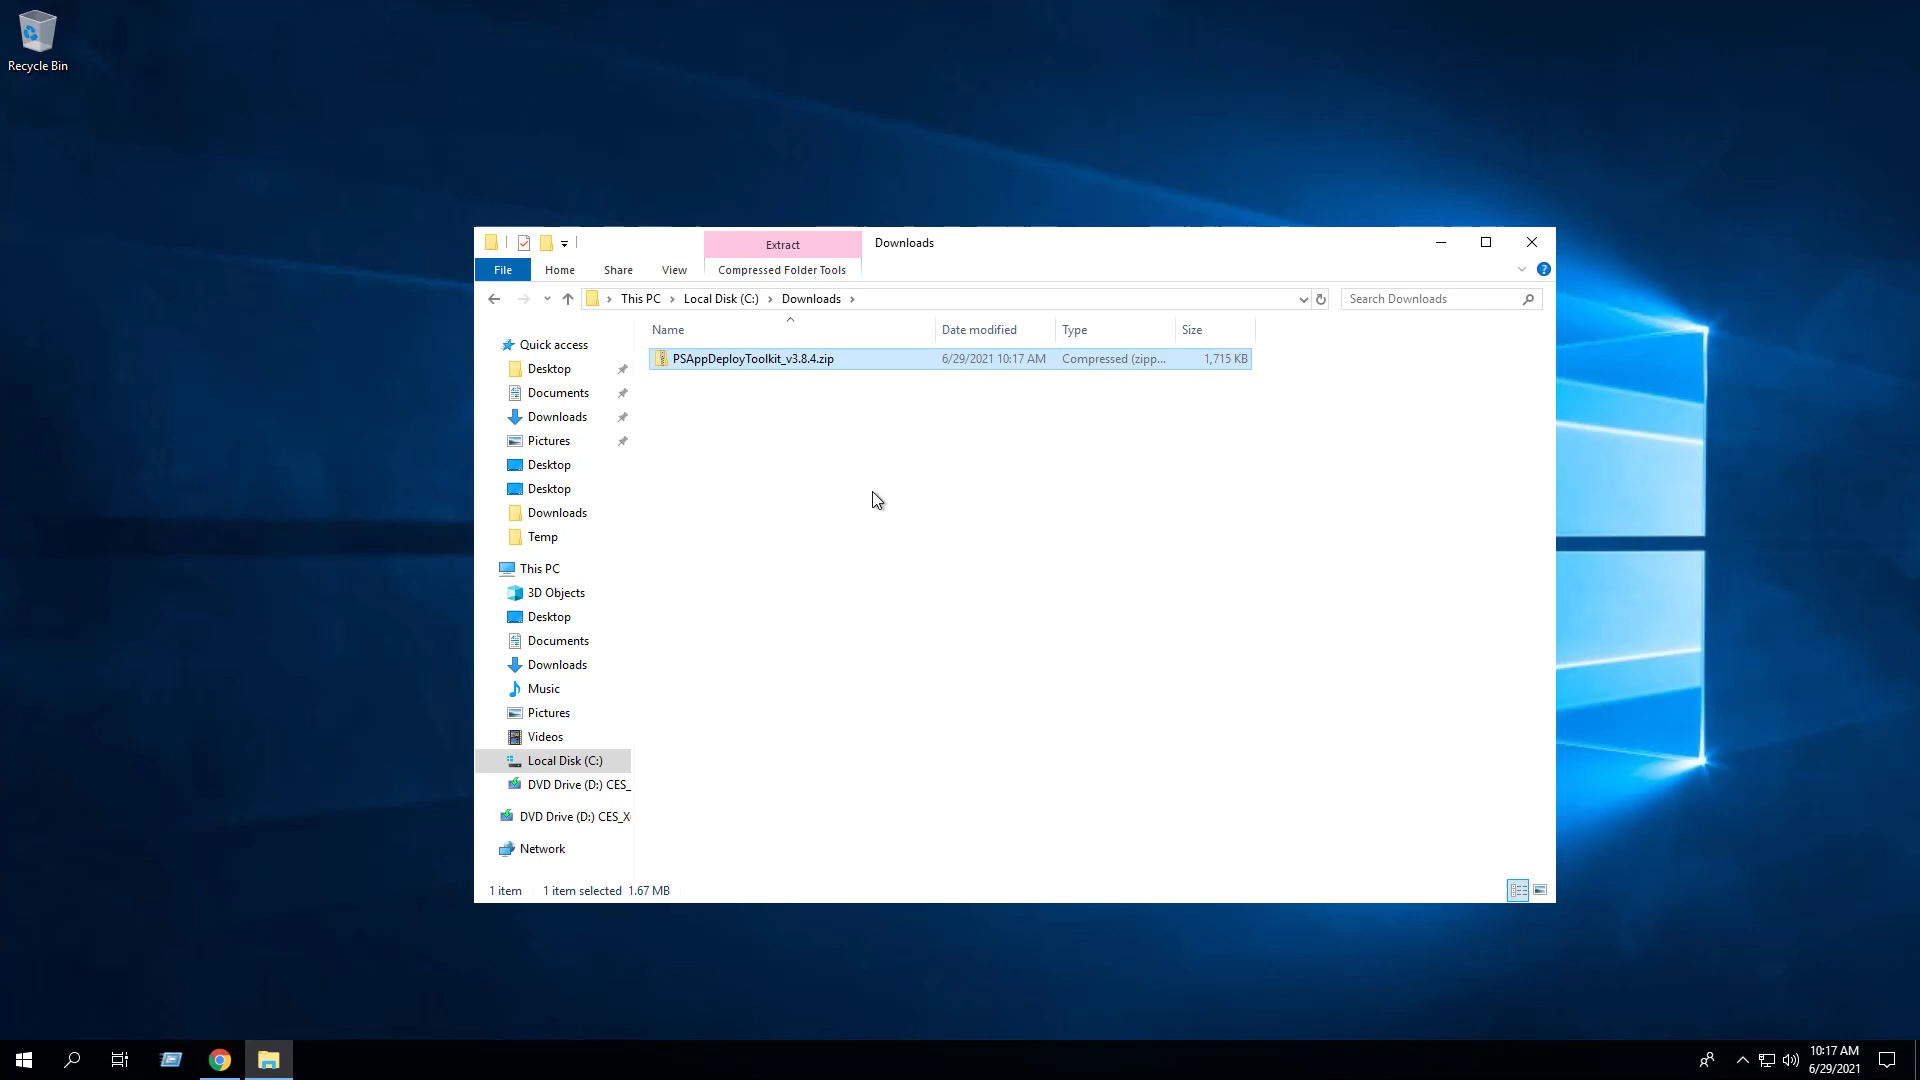 Recycle Bin
Extract
Downloads
File
Home
Share
View
Compressed Folder Tools
This PC
Local Disk (C:)
Downloads
Search Downloads
Name
Date modified
Type
Size
PSAppDeployToolkit_v3.8.4.zip
6/29/2021 10:17 AM
Compressed (zipp...
1,715 KB
Quick access
Desktop
Documents
Downloads
Pictures
Desktop
Desktop
Downloads
Temp
This PC
3D Objects
Desktop
Documents
Downloads
Music
Pictures
Videos
Local Disk (C:)
DVD Drive (D:) CES_
DVD Drive (D:) CES_X
Network
1 item
1 item selected 1.67 MB
10:17 AM
6/29/2021